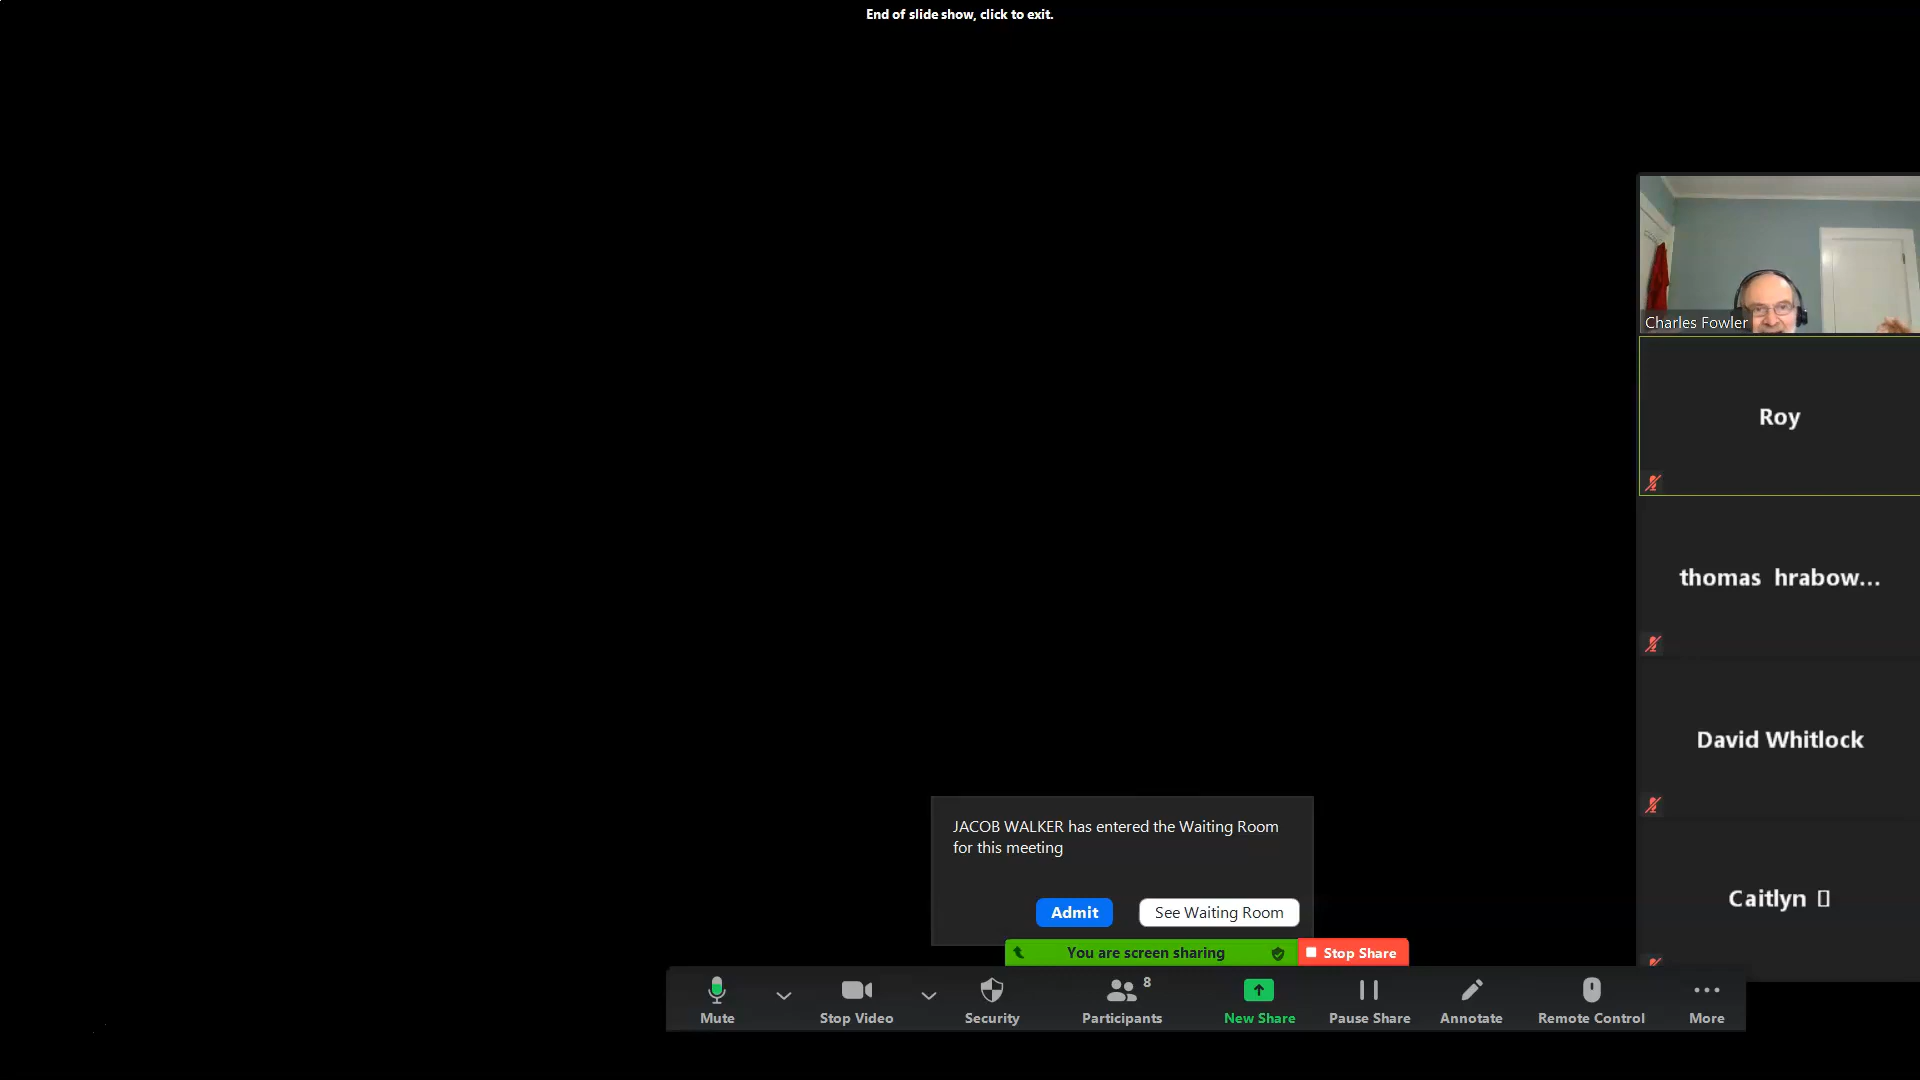 End of slide show, click to exit.
Charles Fowler
Roy
thomas hrabow...
David Whitlock
Caitlyn
JACOB WALKER has entered the Waiting Room
for this meeting
Admit
See Waiting Room
You are screen sharing
Stop Share
8
Mute
Stop Video
Security
Participants
New Share
Pause Share
Annotate
Remote Control
More